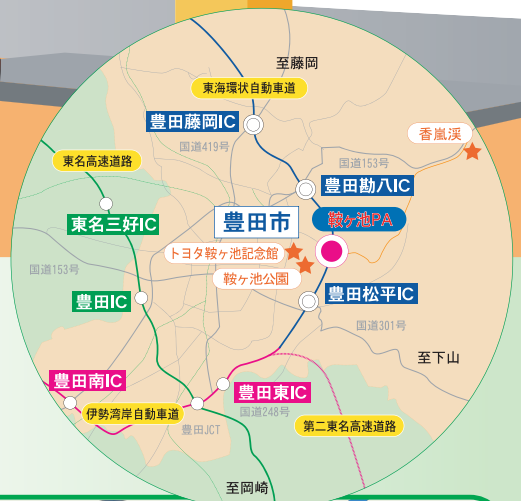 至藤岡
東海環状自動車道
豊田藤岡IC
国道419号
香嵐渓
東名高速道路
国道153号
豊田勘八IC
東名三好IC
豊田市
鞍ヶ池PA
トヨタ鞍ヶ池記念館
国道153号
鞍ヶ池公園
豊田IC
豊田松平IC
国道301号
至下山
豊田南IC
豊田東IC
伊勢湾岸自動車道
国道248号
豊田JCT
第二東名高速道路
至岡崎